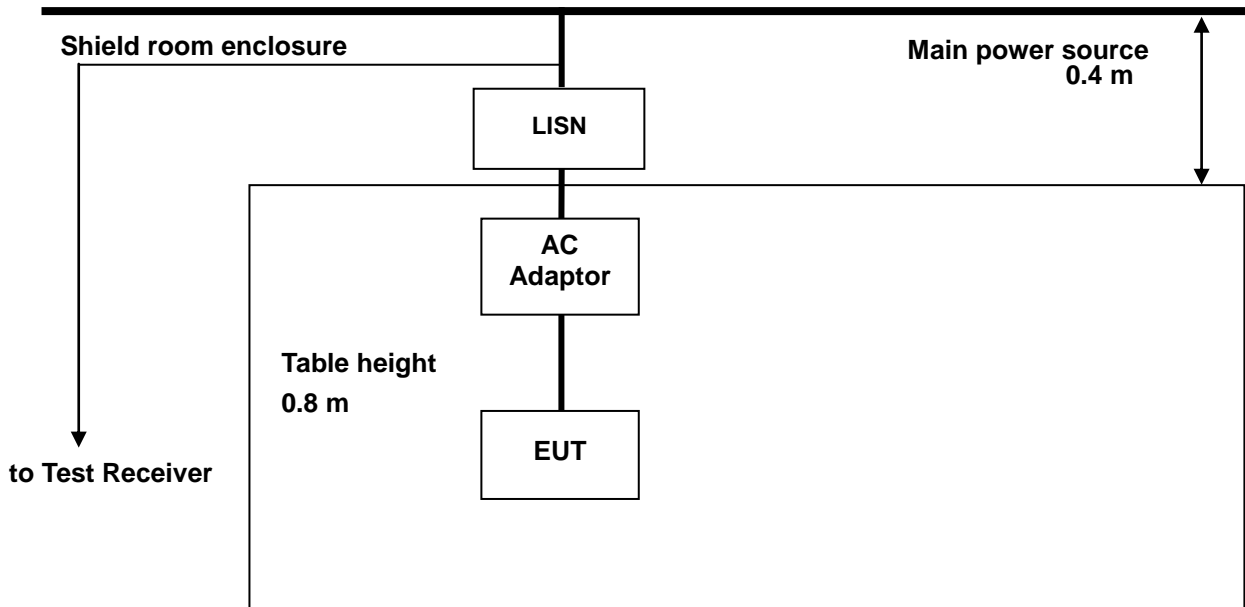 Shield room enclosure
Main power source
0.4 m
LISN
AC
Adaptor
Table height
0.8 m
EUT
to Test Receiver